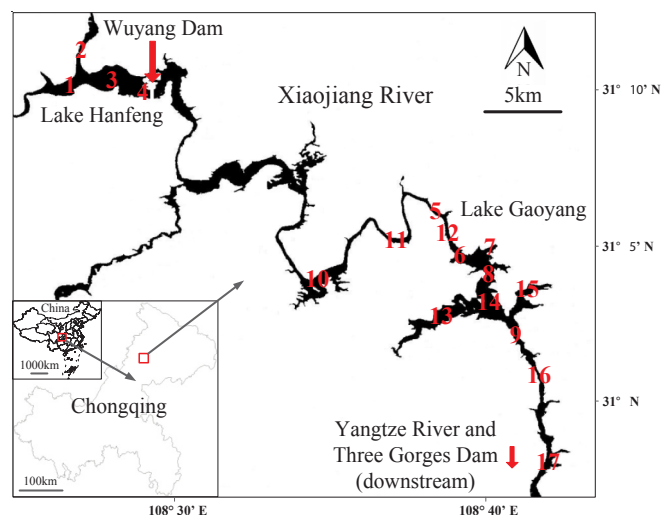 Wuyang Dam
2
1
3
4
Lake Hanfeng
N
5km
31° 10' N
Xiaojiang River
5
Lake Gaoyang
12
7
11
6
31° 5' N
8
10
15
14
13
9
China
1000km
16
Chongqing
31° N
Yangtze River and
Three Gorges Dam
(downstream)
17
100km
108° 30' E
108° 40' E